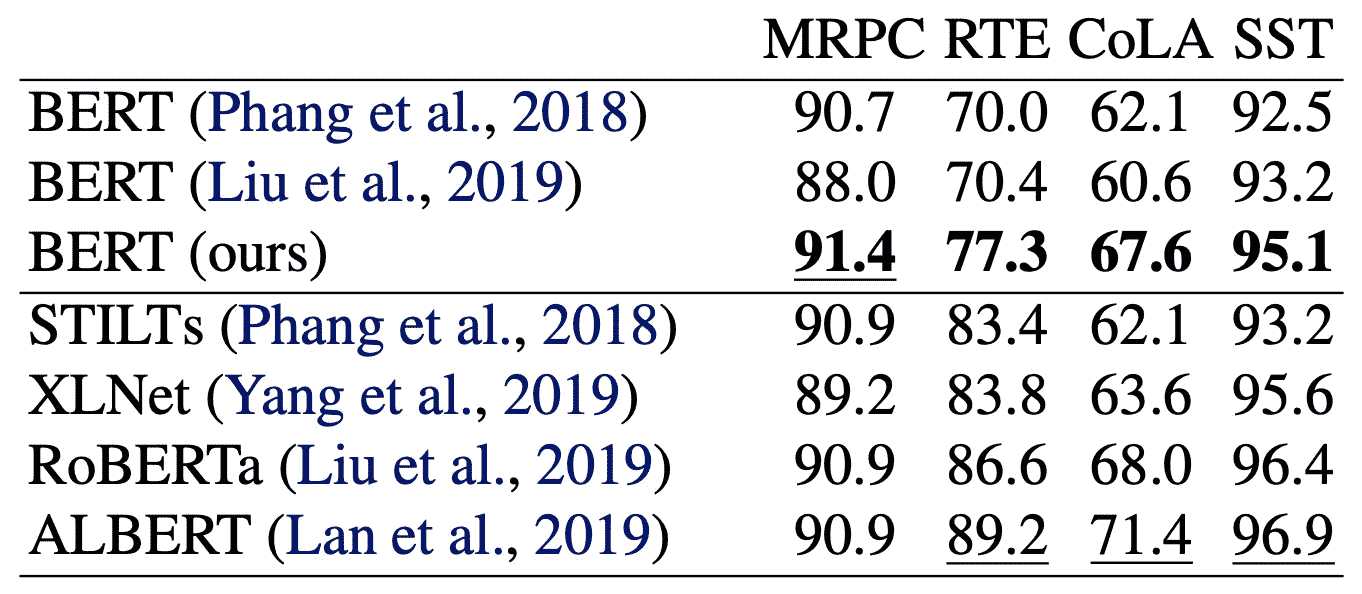 MRPC RTE CoLA SST
BERT (Phang et al., 2018) 90.7 70.0 62.1 92.5
BERT (Liu et al., 2019) 88.0 70.4 60.6 93.2
BERT (ours) 91.4 77.3 67.6 95.1
STILTs (Phang et al., 2018) 90.9 83.4 62.1 93.2
XLNet (Yang et al., 2019) 89.2 83.8 63.6 95.6
RoBERTa (Liu et al., 2019) 90.9 86.6 68.0 96.4
ALBERT (Lan et al., 2019) 90.9 89.2 71.4 96.9